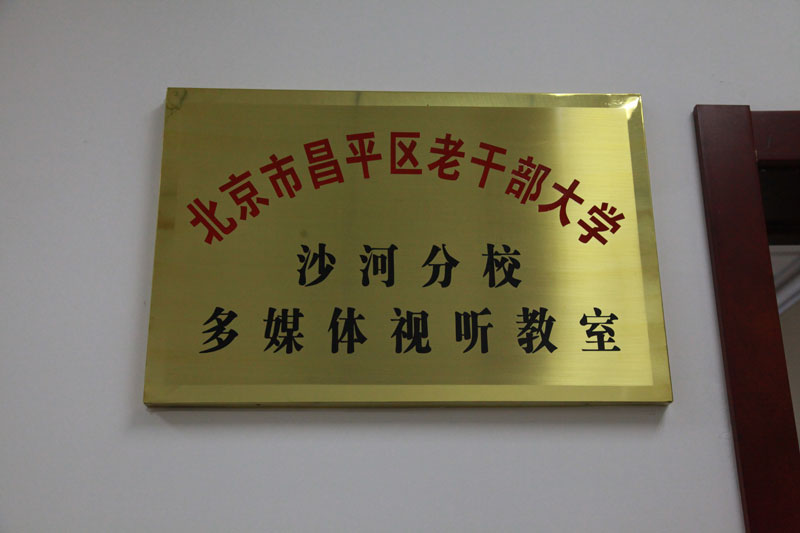 北京市昌平区老干部大学
沙河分校
多媒体视听教室